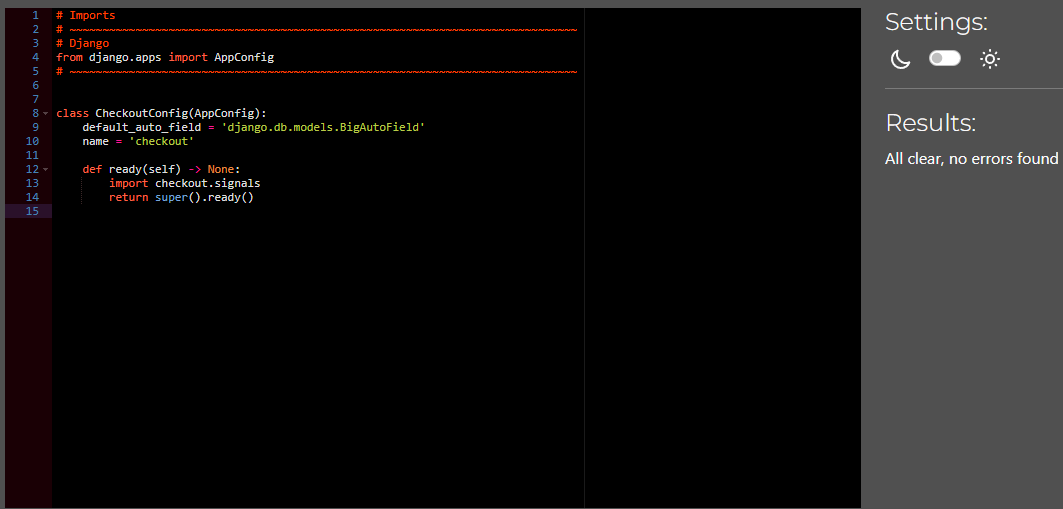 1 # Imports
2 # ~~~~~~~~~~~~~~~~~~~~~~~~~~~~~~~~~~~~~~~~~~~~~~~~~~~~~~~~~~~~~~~~~~~~~~~~~~~~~
3 # Django
4 from django.apps import AppConfig
5 # ~~~~~~~~~~~~~~~~~~~~~~~~~~~~~~~~~~~~~~~~~~~~~~~~~~~~~~~~~~~~~~~~~~~~~~~~~~~~~
6
7
8 class CheckoutConfig(AppConfig):
9     default_auto_field = 'django.db.models.BigAutoField'
10     name = 'checkout'
11
12     def ready(self) -> None:
13         import checkout.signals
14         return super().ready()
15
Settings:
Results:
All clear, no errors found